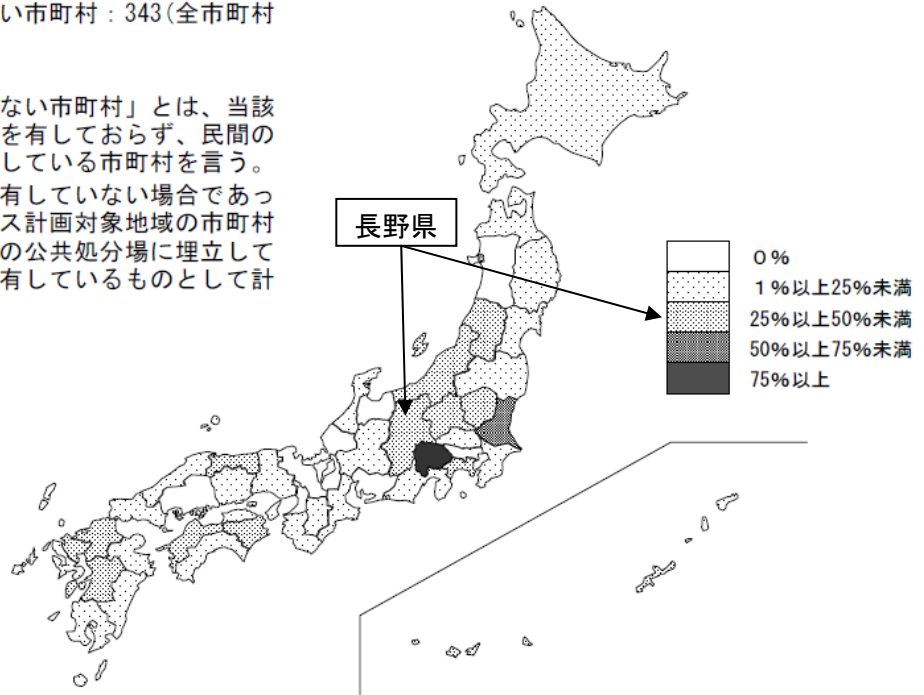 い市町村：343(全市町村
ない市町村」とは、当該
を有しておらず、民間の
している市町村を言う。
有していない場合であっ
ス計画対象地域の市町村
の公共処分場に埋立して
有しているものとして計
長野県
０％
１％以上25％未満
25％以上50％未満
50％以上75％未満
75％以上